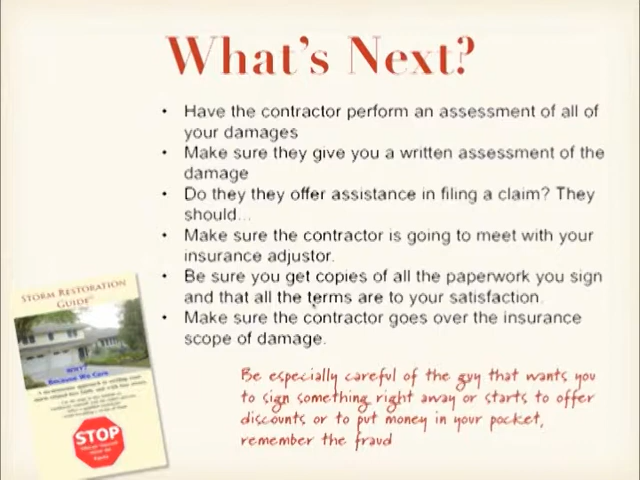 What's Next?
• Have the contractor perform an assessment of all of
your damages
• Make sure they give you a written assessment of the
damage
• Do they they offer assistance in filing a claim? They
should...
• Make sure the contractor is going to meet with your
insurance adjustor.
• Be sure you get copies of all the paperwork you sign
and that all the terms are to your satisfaction.
• Make sure the contractor goes over the insurance
scope of damage.
Be especially careful of the guy that wants you
to sign something right away or starts to offer
discounts or to put money in your pocket,
remember the fraud
STORM RESTORATION
GUIDE
WHY?
Because We Care
STOP